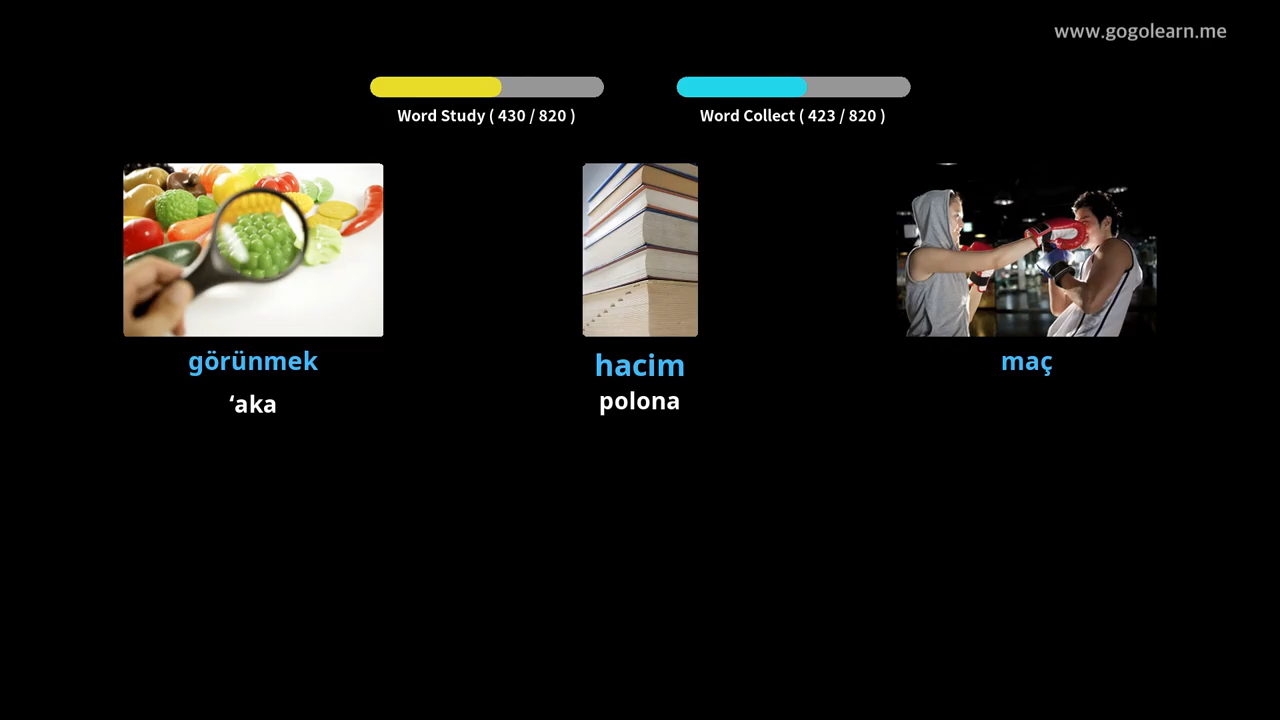 www.gogolearn.me
Word Study ( 430 / 820 )
Word Collect ( 423 / 820 )
görünmek
hacim
maç
ʻaka
polona